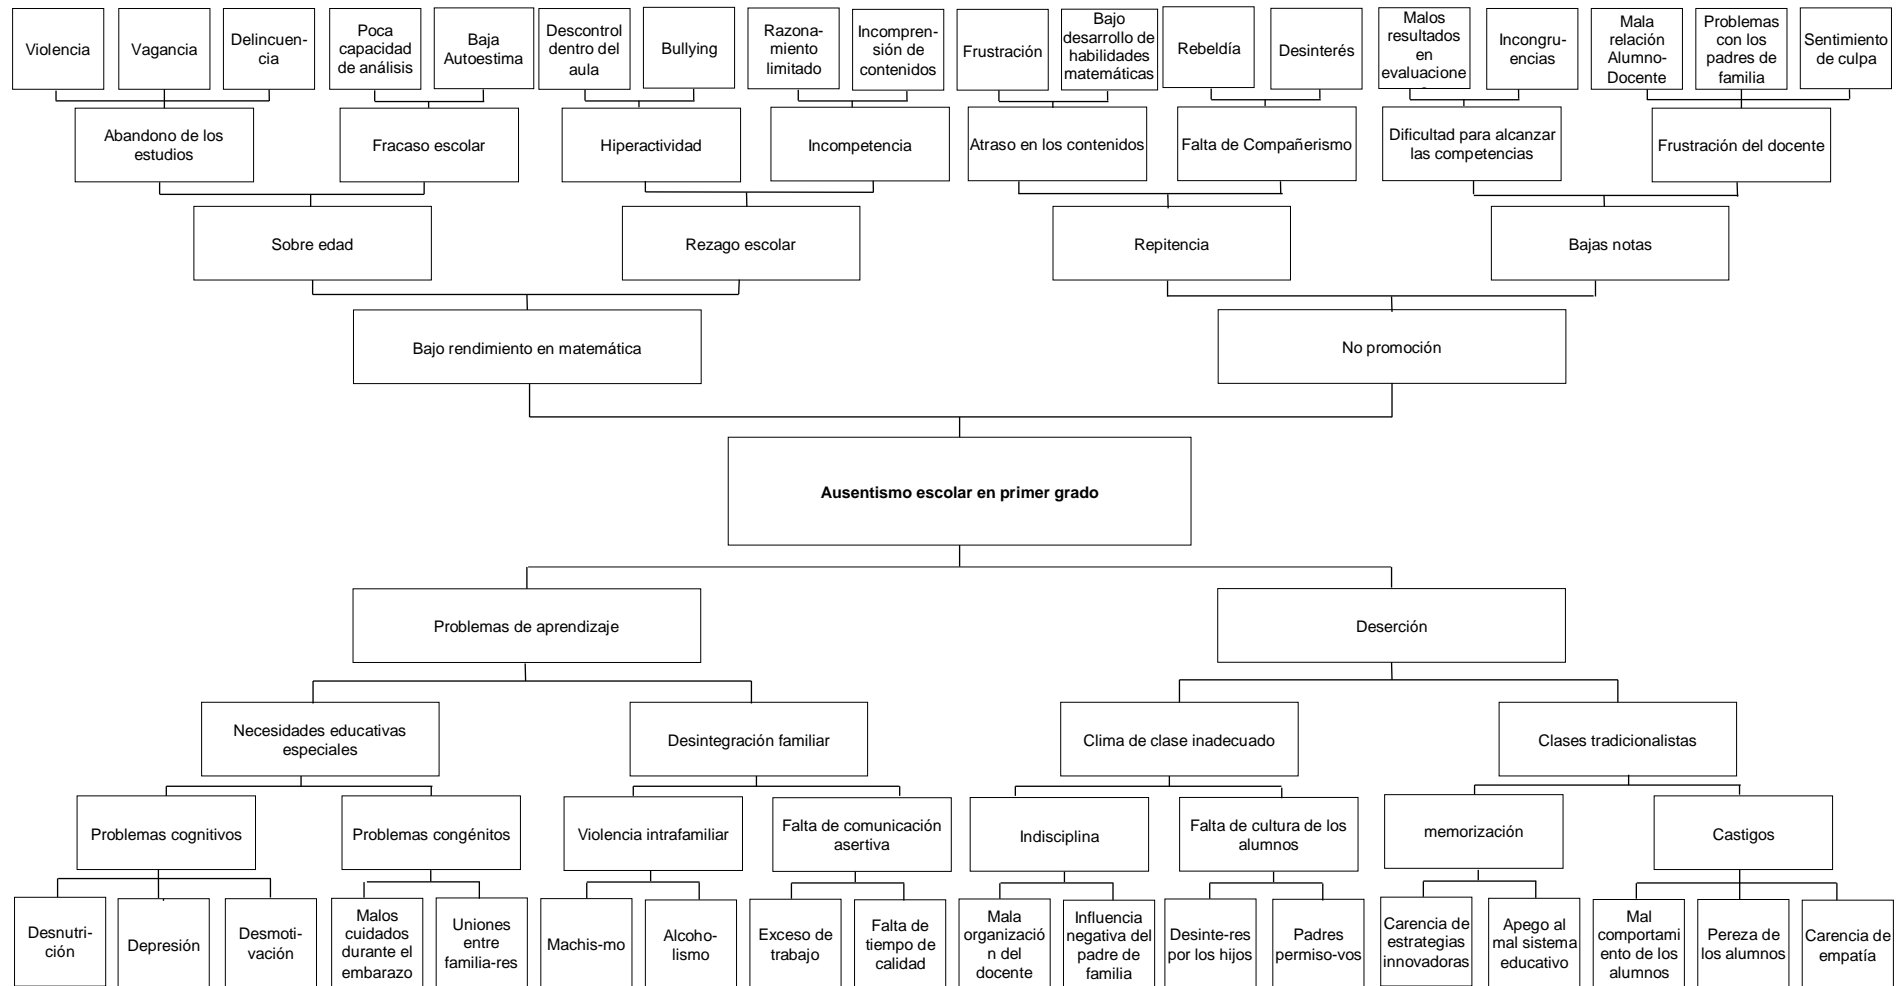 Violencia
Vagancia
Delincuen-
cia
Poca
capacidad
de análisis
Baja
Autoestima
Descontrol
dentro del
aula
Bullying
Razona-
miento
limitado
Incompren-
sión de
contenidos
Frustración
Bajo
desarrollo de
habilidades
matemáticas
Rebeldía
Desinterés
Malos
resultados
en
evaluacione
Incongru-
encias
Mala
relación
Alumno-
Docente
Problemas
con los
padres de
familia
Sentimiento
de culpa
Abandono de los
estudios
Fracaso escolar
Hiperactividad
Incompetencia
Atraso en los contenidos
Falta de Compañerismo
Dificultad para alcanzar
las competencias
Frustración del docente
Sobre edad
Rezago escolar
Repitencia
Bajas notas
Bajo rendimiento en matemática
No promoción
Ausentismo escolar en primer grado
Problemas de aprendizaje
Deserción
Necesidades educativas
especiales
Desintegración familiar
Clima de clase inadecuado
Clases tradicionalistas
Problemas cognitivos
Problemas congénitos
Violencia intrafamiliar
Falta de comunicación
asertiva
Indisciplina
Falta de cultura de los
alumnos
memorización
Castigos
Desnutri-
ción
Depresión
Desmoti-
vación
Malos
cuidados
durante el
embarazo
Uniones
entre
familia-res
Machis-mo
Alcoho-
lismo
Exceso de
trabajo
Falta de
tiempo de
calidad
Mala
organizació
n del
docente
Influencia
negativa del
padre de
familia
Desinte-res
por los hijos
Padres
permiso-vos
Carencia de
estrategias
innovadoras
Apego al
mal sistema
educativo
Mal
comportami
ento de los
alumnos
Pereza de
los alumnos
Carencia de
empatía